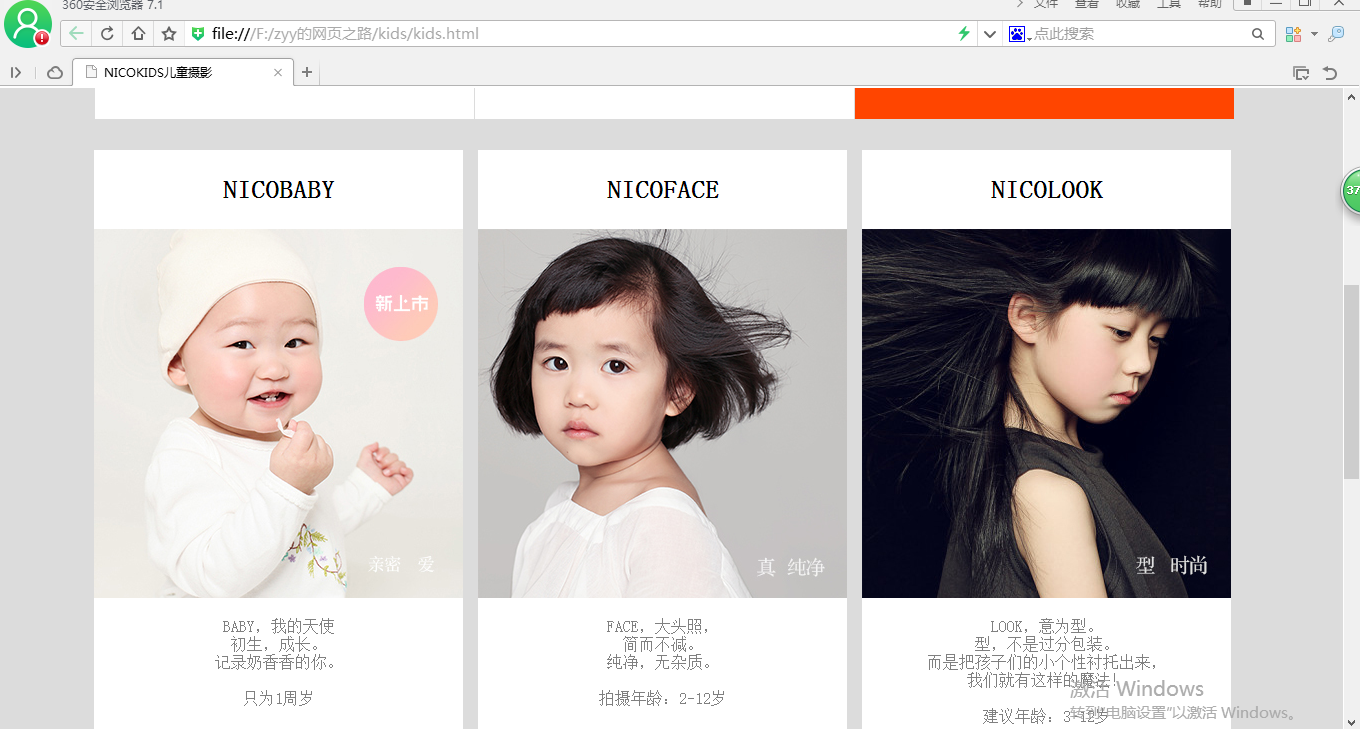 360安全浏览器 7.1
文件 查看 收藏 工具 帮助
file:///F:/zyy的网页之路/kids/kids.html
点此搜索
NICOKIDS儿童摄影
37
NICOBABY
NICOFACE
NICOLOOK
新上市
亲密 爱
真 纯净
型 时尚
BABY，我的天使
初生，成长。
记录奶香香的你。
只为1周岁
FACE，大头照，
简而不减。
纯净，无杂质。
拍摄年龄：2-12岁
LOOK，意为型。
型，不是过分包装。
而是把孩子们的小个性衬托出来，
我们就有这样的魔法！
建议年龄：3-12岁
激活 Windows
转到“电脑设置”以激活 Windows。